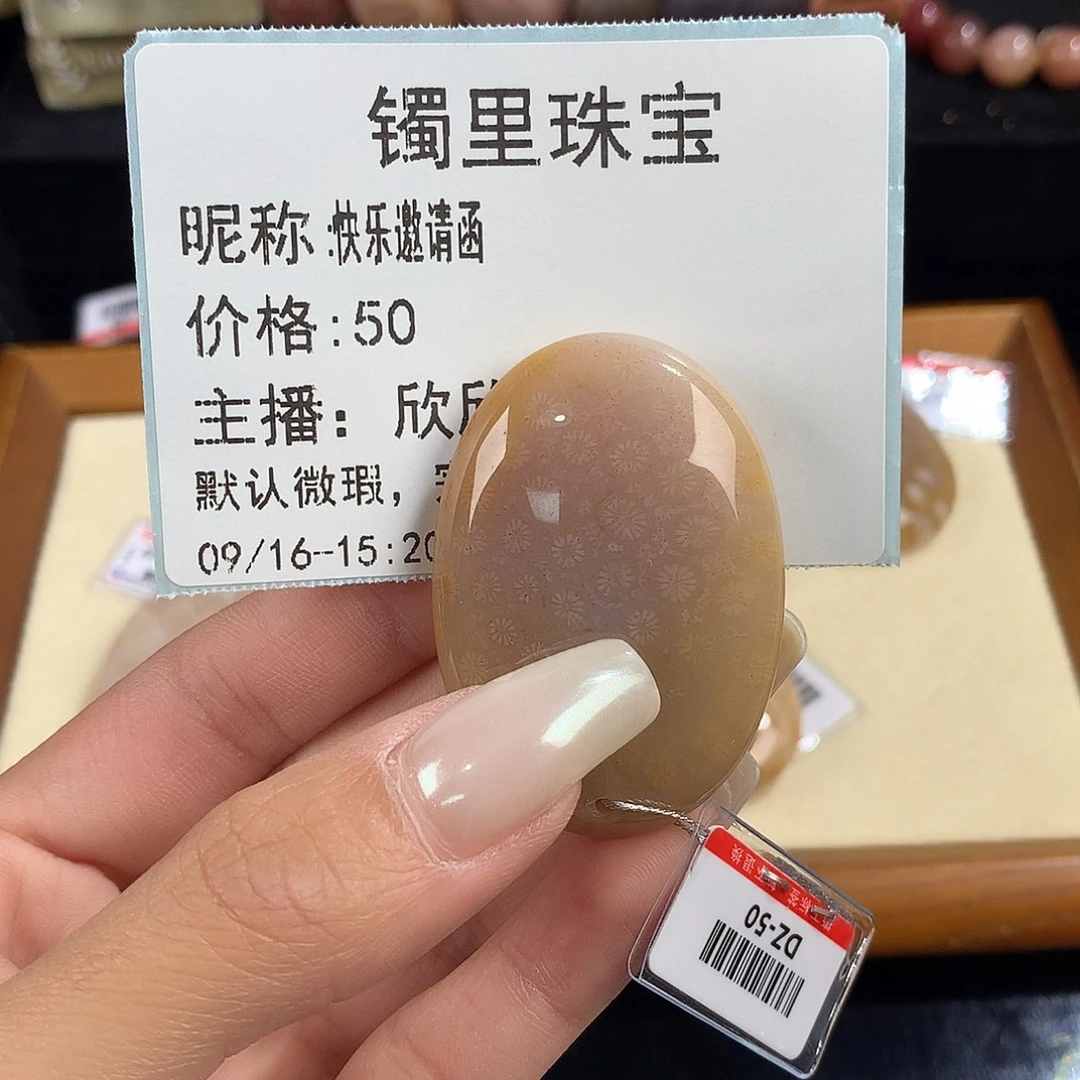 镯里珠宝
昵称:快乐邀请函
价格:50
主播：欣
默认微瑕，
09/16--15:20
DZ-50